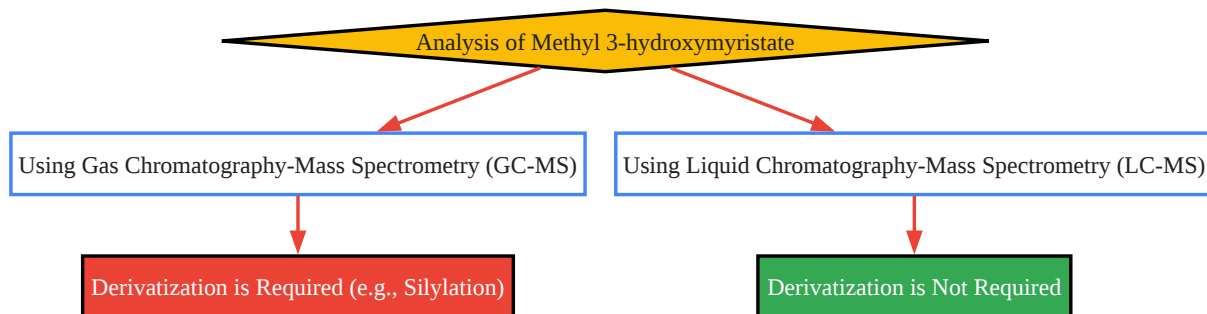 Analysis of Methyl 3-hydroxymyristate
Using Gas Chromatography-Mass Spectrometry (GC-MS)
Using Liquid Chromatography-Mass Spectrometry (LC-MS)
Derivatization is Required (e.g., Silylation)
Derivatization is Not Required